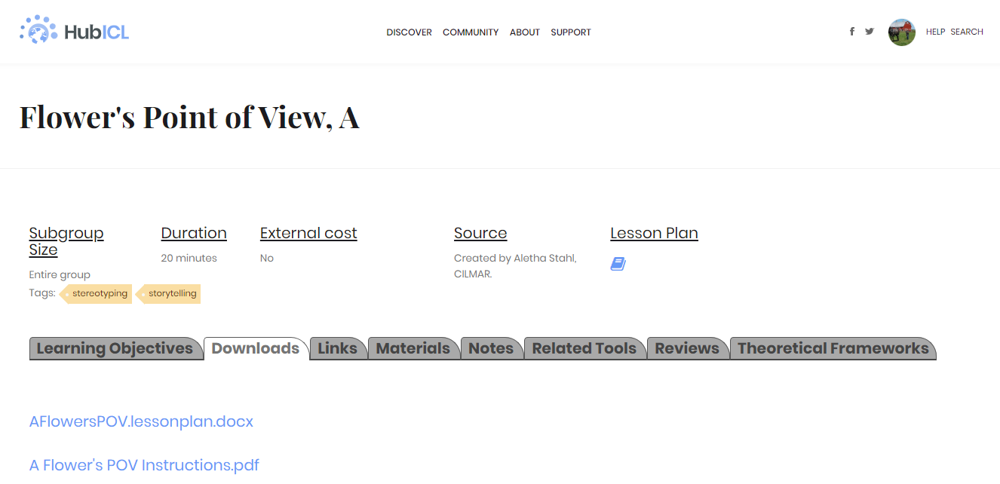 HubICL
DISCOVER COMMUNITY ABOUT SUPPORT
HELP SEARCH
Flower's Point of View, A
Subgroup
Size
Entire group
Duration
20 minutes
External cost
No
Source
Created by Aletha Stahl,
CILMAR.
Lesson Plan
Tags: stereotyping storytelling
Learning Objectives Downloads Links Materials Notes Related Tools Reviews Theoretical Frameworks
AFlowersPOV.lessonplan.docx
A Flower's POV Instructions.pdf